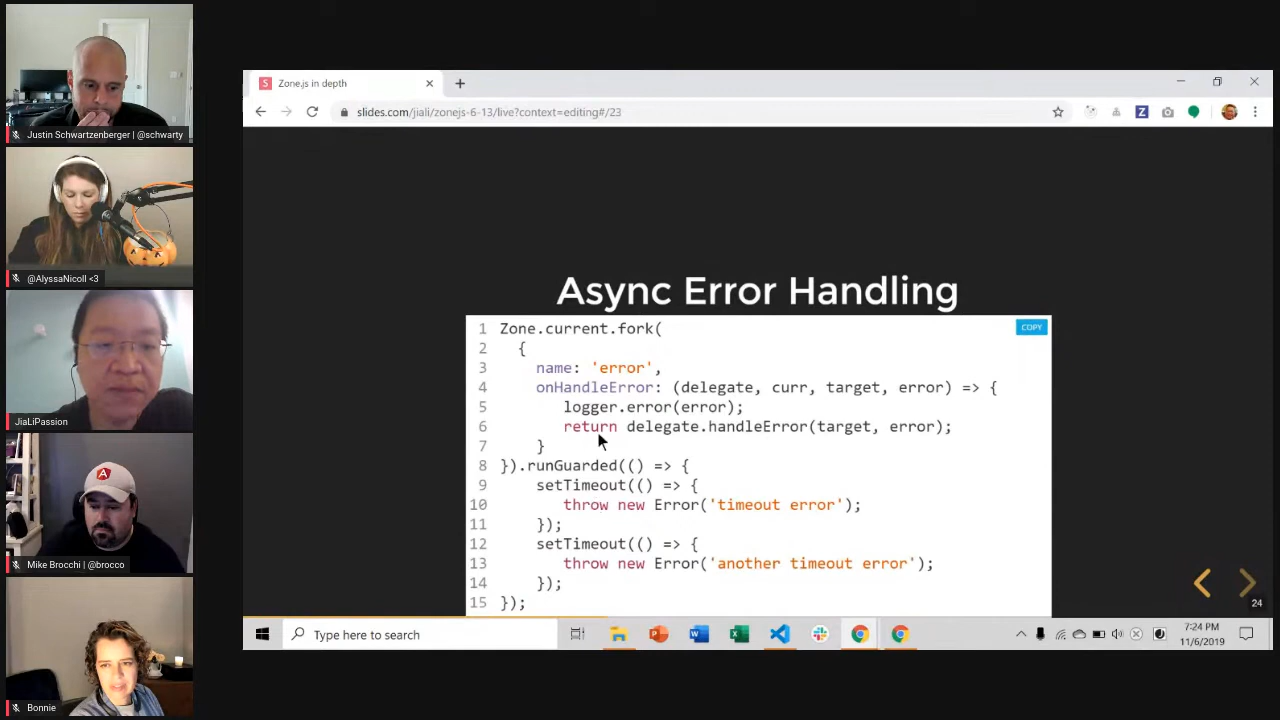 Justin Schwartzenberger | @schwarty
@AlyssaNicoll <3
JiaLiPassion
Mike Brocchi | @brocco
Bonnie
Zone.js in depth
slides.com/jiali/zonejs-6-13/live?context=editing#/23
Async Error Handling
COPY
1 Zone.current.fork(
2 {
3 name: 'error',
4 onHandleError: (delegate, curr, target, error) => {
5 logger.error(error);
6 return delegate.handleError(target, error);
7 }
8 }).runGuarded(() => {
9 setTimeout(() => {
10 throw new Error('timeout error');
11 });
12 setTimeout(() => {
13 throw new Error('another timeout error');
14 });
15 });
24
Type here to search
7:24 PM
11/6/2019